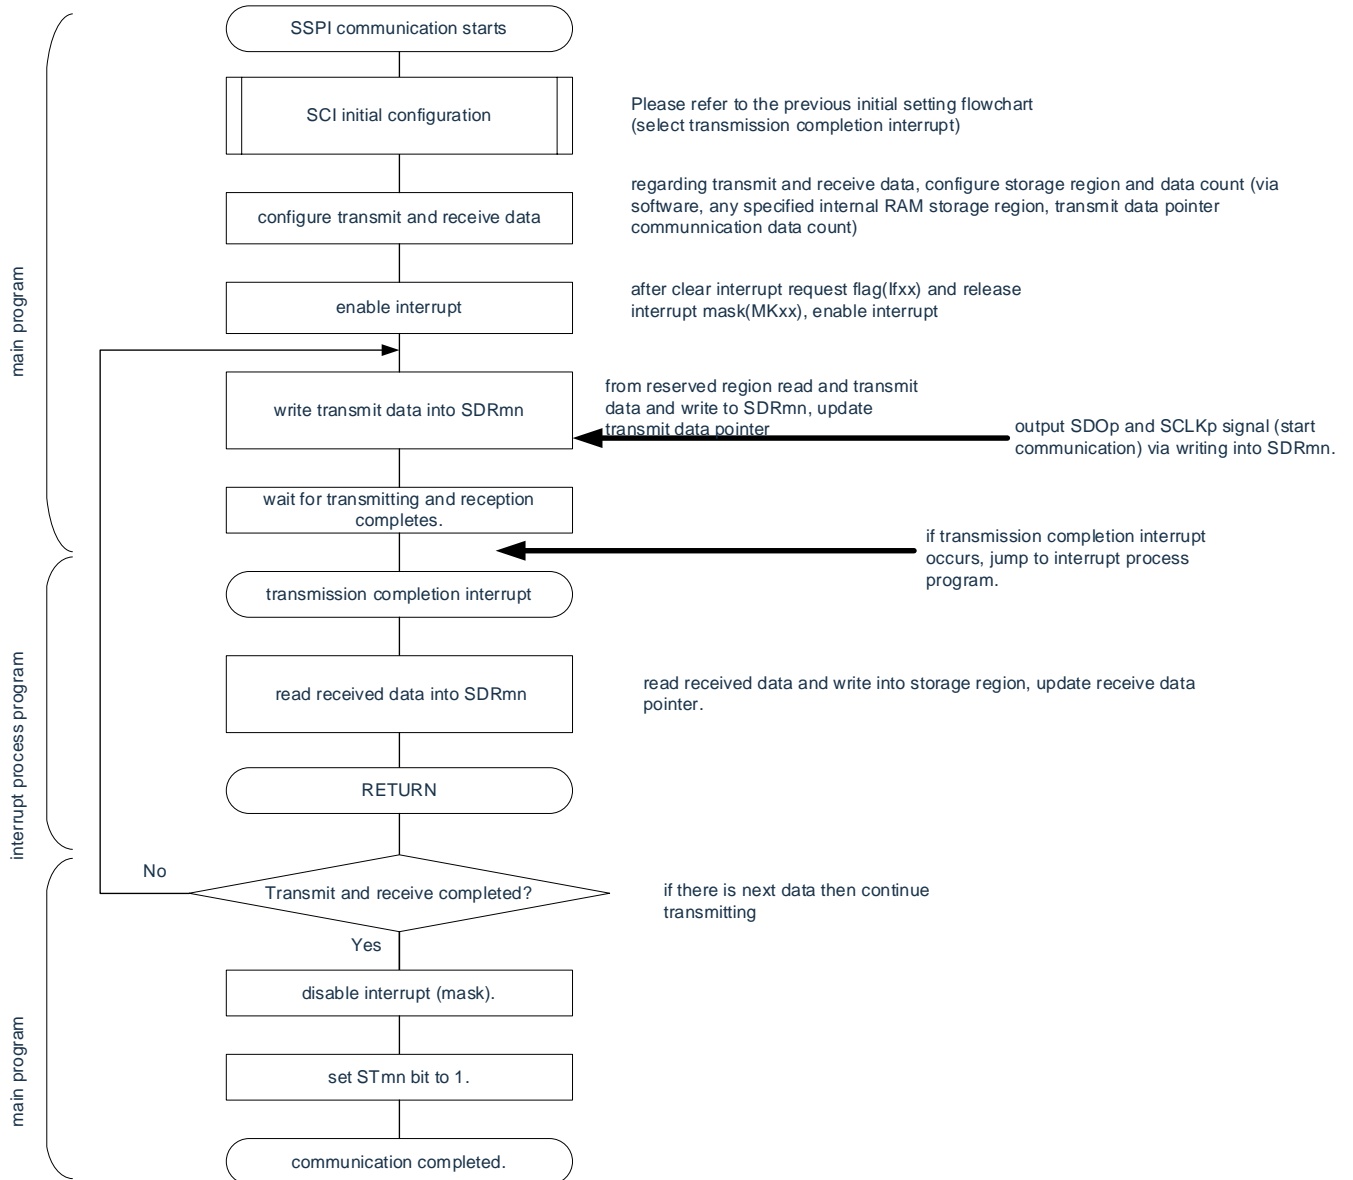 SSPI communication starts
SCI initial configuration
Please refer to the previous initial setting flowchart
(select transmission completion interrupt)
configure transmit and receive data
regarding transmit and receive data, configure storage region and data count (via
software, any specified internal RAM storage region, transmit data pointer
communnication data count)
main program
enable interrupt
after clear interrupt request flag(Ifxx) and release
interrupt mask(MKxx), enable interrupt
write transmit data into SDRmn
from reserved region read and transmit
data and write to SDRmn, update
transmit data pointer
output SDOp and SCLKp signal (start
communication) via writing into SDRmn.
wait for transmitting and reception
completes.
if transmission completion interrupt
occurs, jump to interrupt process
program.
transmission completion interrupt
interrupt process program
read received data into SDRmn
read received data and write into storage region, update receive data
pointer.
RETURN
No
Transmit and receive completed?
if there is next data then continue
transmitting
Yes
main program
disable interrupt (mask).
set STmn bit to 1.
communication completed.